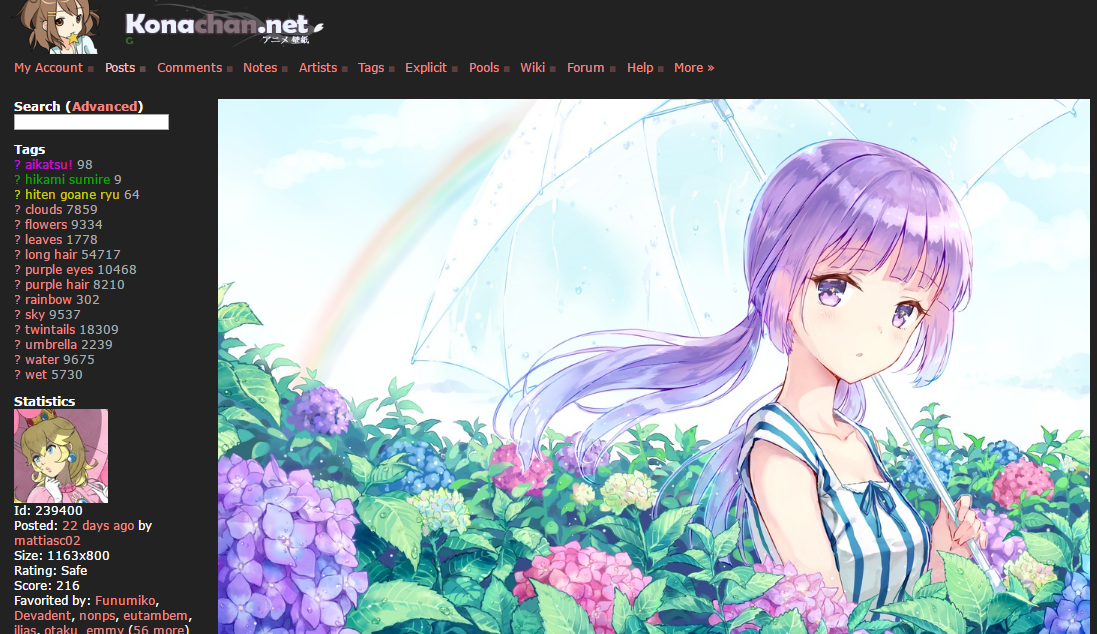 Konachan.net
G
アニメ壁紙
My Account Posts Comments Notes Artists Tags Explicit Pools Wiki Forum Help More »
Search (Advanced)
Tags
? aikatsu! 98
? hikami sumire 9
? hiten goane ryu 64
? clouds 7859
? flowers 9334
? leaves 1778
? long hair 54717
? purple eyes 10468
? purple hair 8210
? rainbow 302
? sky 9537
? twintails 18309
? umbrella 2239
? water 9675
? wet 5730
Statistics
Id: 239400
Posted: 22 days ago by
mattiasc02
Size: 1163x800
Rating: Safe
Score: 216
Favorited by: Funumiko,
Devadent, nonps, eutambem,
ilias, otaku_emmy (56 more)